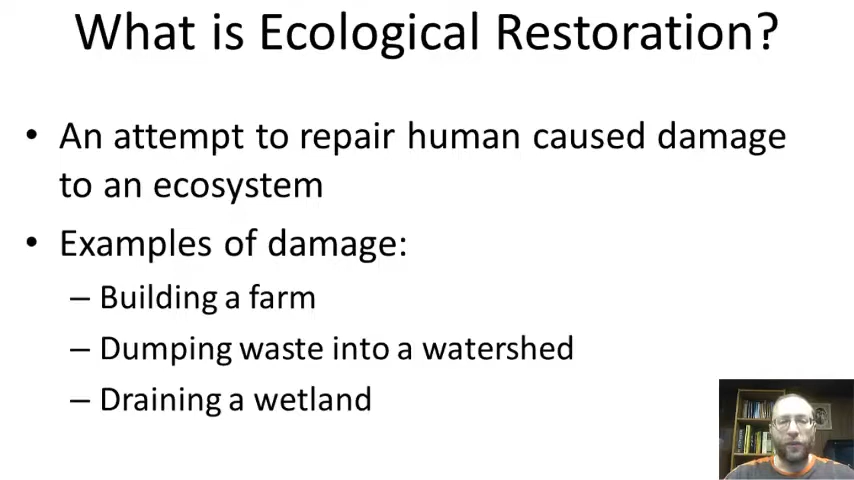 What is Ecological Restoration?
• An attempt to repair human caused damage
to an ecosystem
• Examples of damage:
– Building a farm
– Dumping waste into a watershed
– Draining a wetland